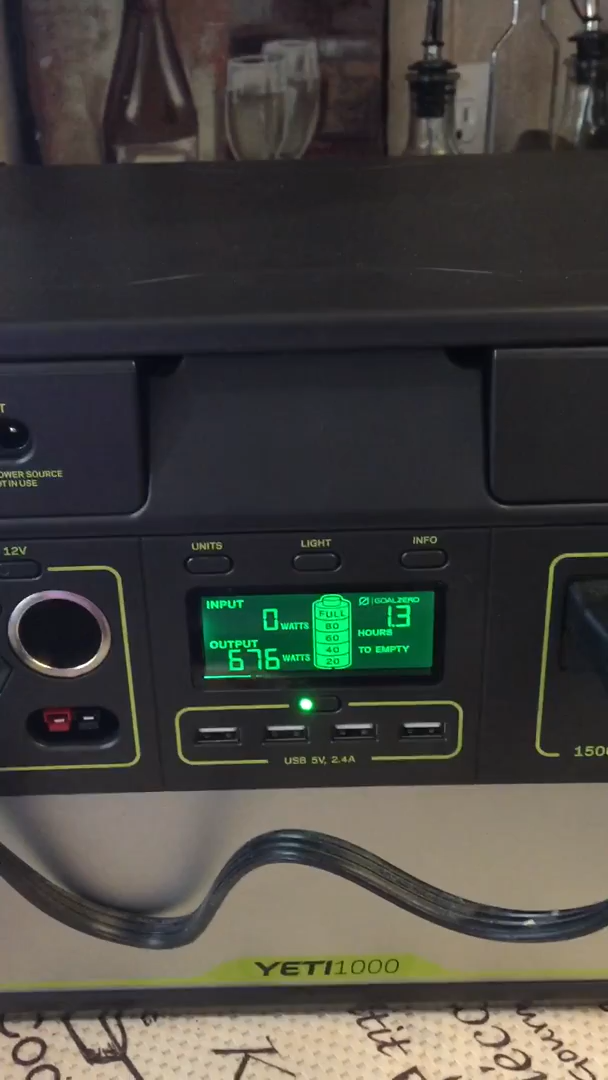 T
OWER SOURCE
T IN USE
12V
UNITS
LIGHT
INFO
INPUT
0 WATTS
OUTPUT
676 WATTS
FULL
80
60
40
20
GOALZERO
1.3
HOURS
TO EMPTY
USB 5V, 2.4A
150
YETI1000
K